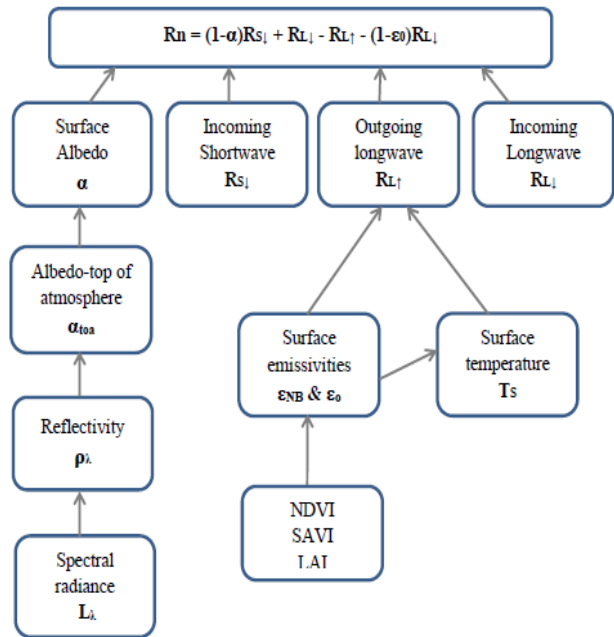 Rn = (1-α)RS↓ + RL↓ - RL↑ - (1-ε0)RL↓
Surface
Albedo
α
Incoming
Shortwave
RS↓
Outgoing
longwave
RL↑
Incoming
Longwave
RL↓
Albedo-top of
atmosphere
αtoa
Surface
emissivities
εNB & εo
Surface
temperature
TS
Reflectivity
ρλ
NDVI
SAVI
LAI
Spectral
radiance
Lλ